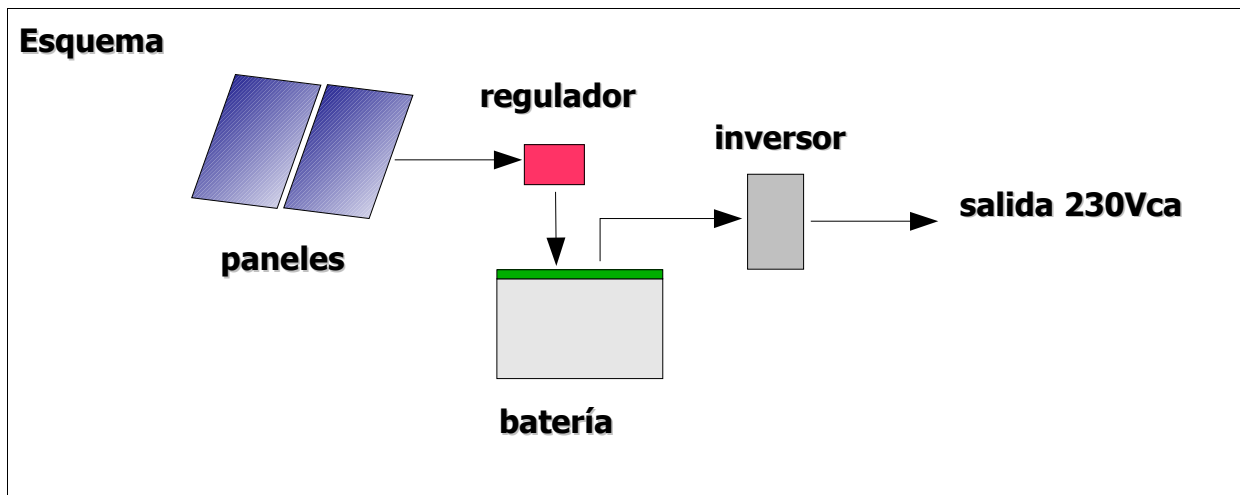 Esquema
regulador
inversor
salida 230Vca
paneles
batería